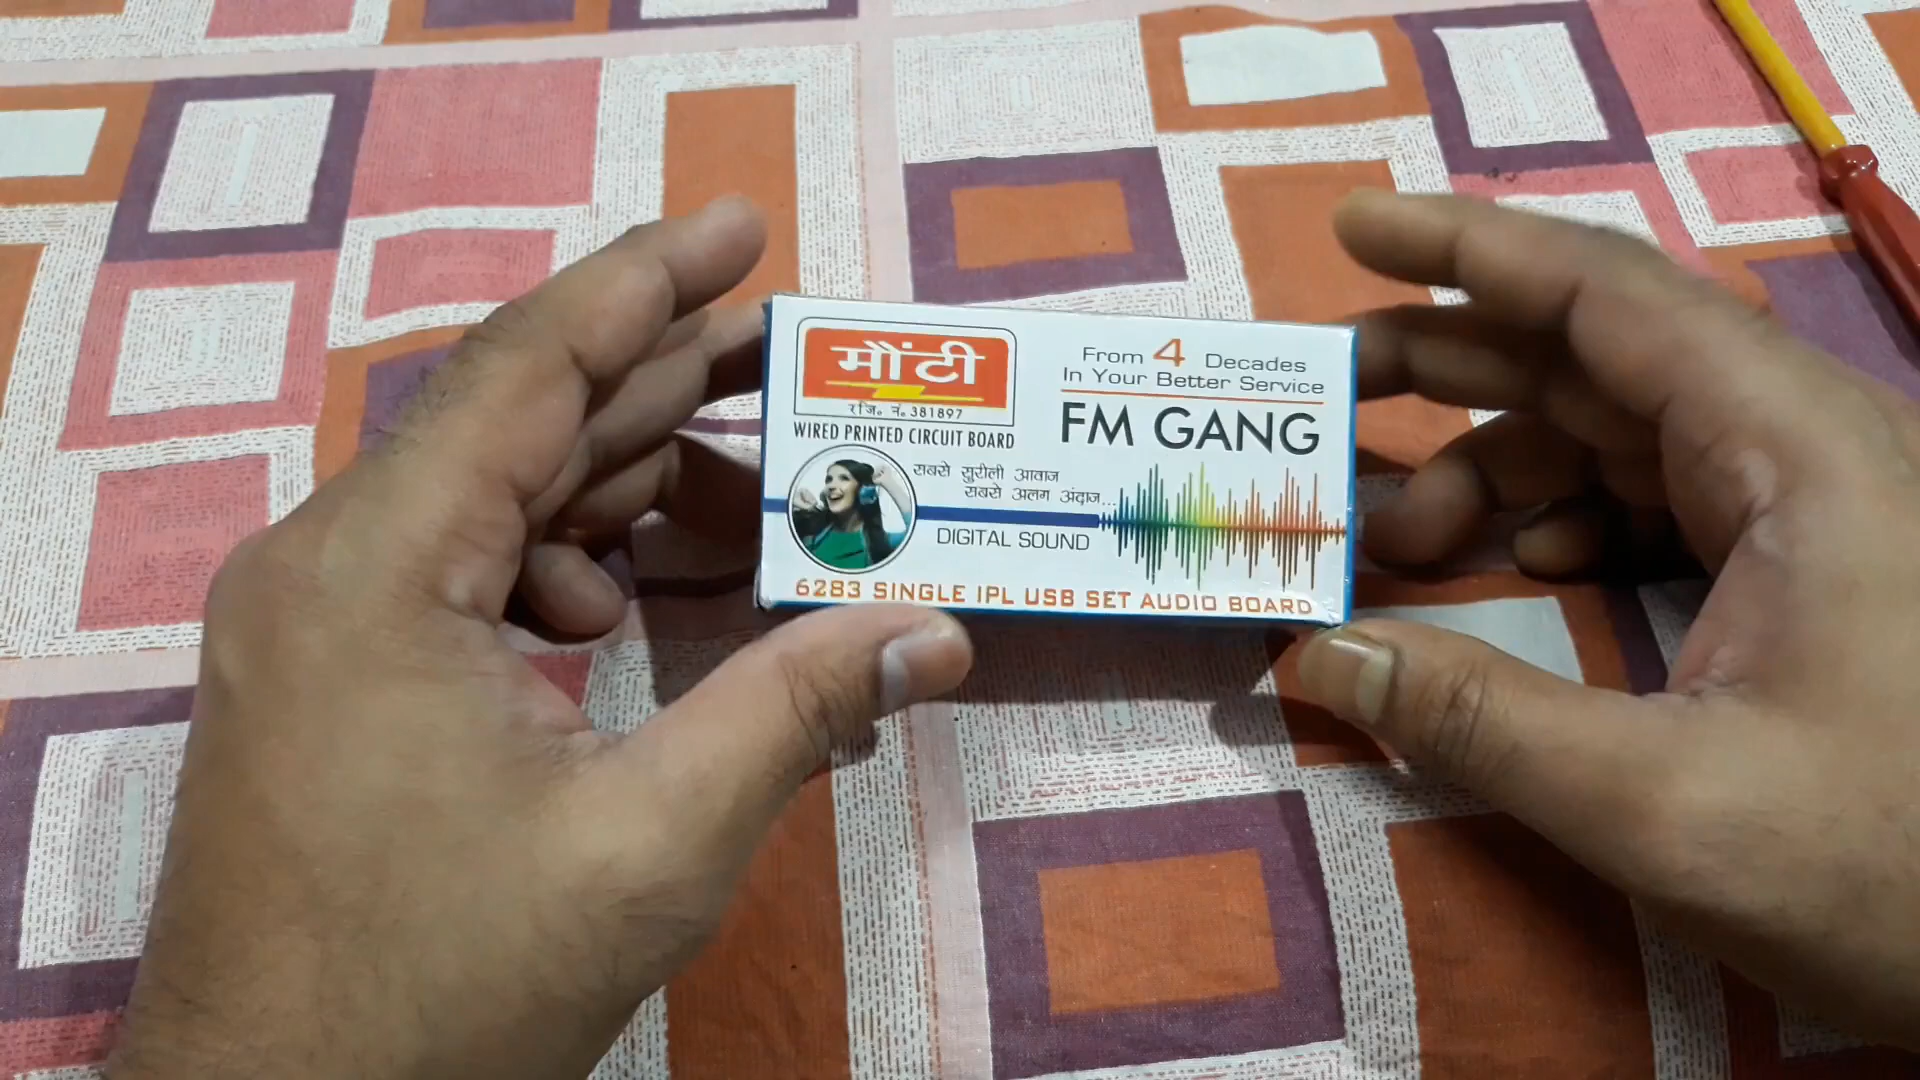 मौंटी
रजि॰ नं॰ 381897
WIRED PRINTED CIRCUIT BOARD
From 4 Decades
In Your Better Service
FM GANG
सबसे सुरीली आवाज
सबसे अलग अंदाज...
DIGITAL SOUND
6283 SINGLE IPL USB SET AUDIO BOARD